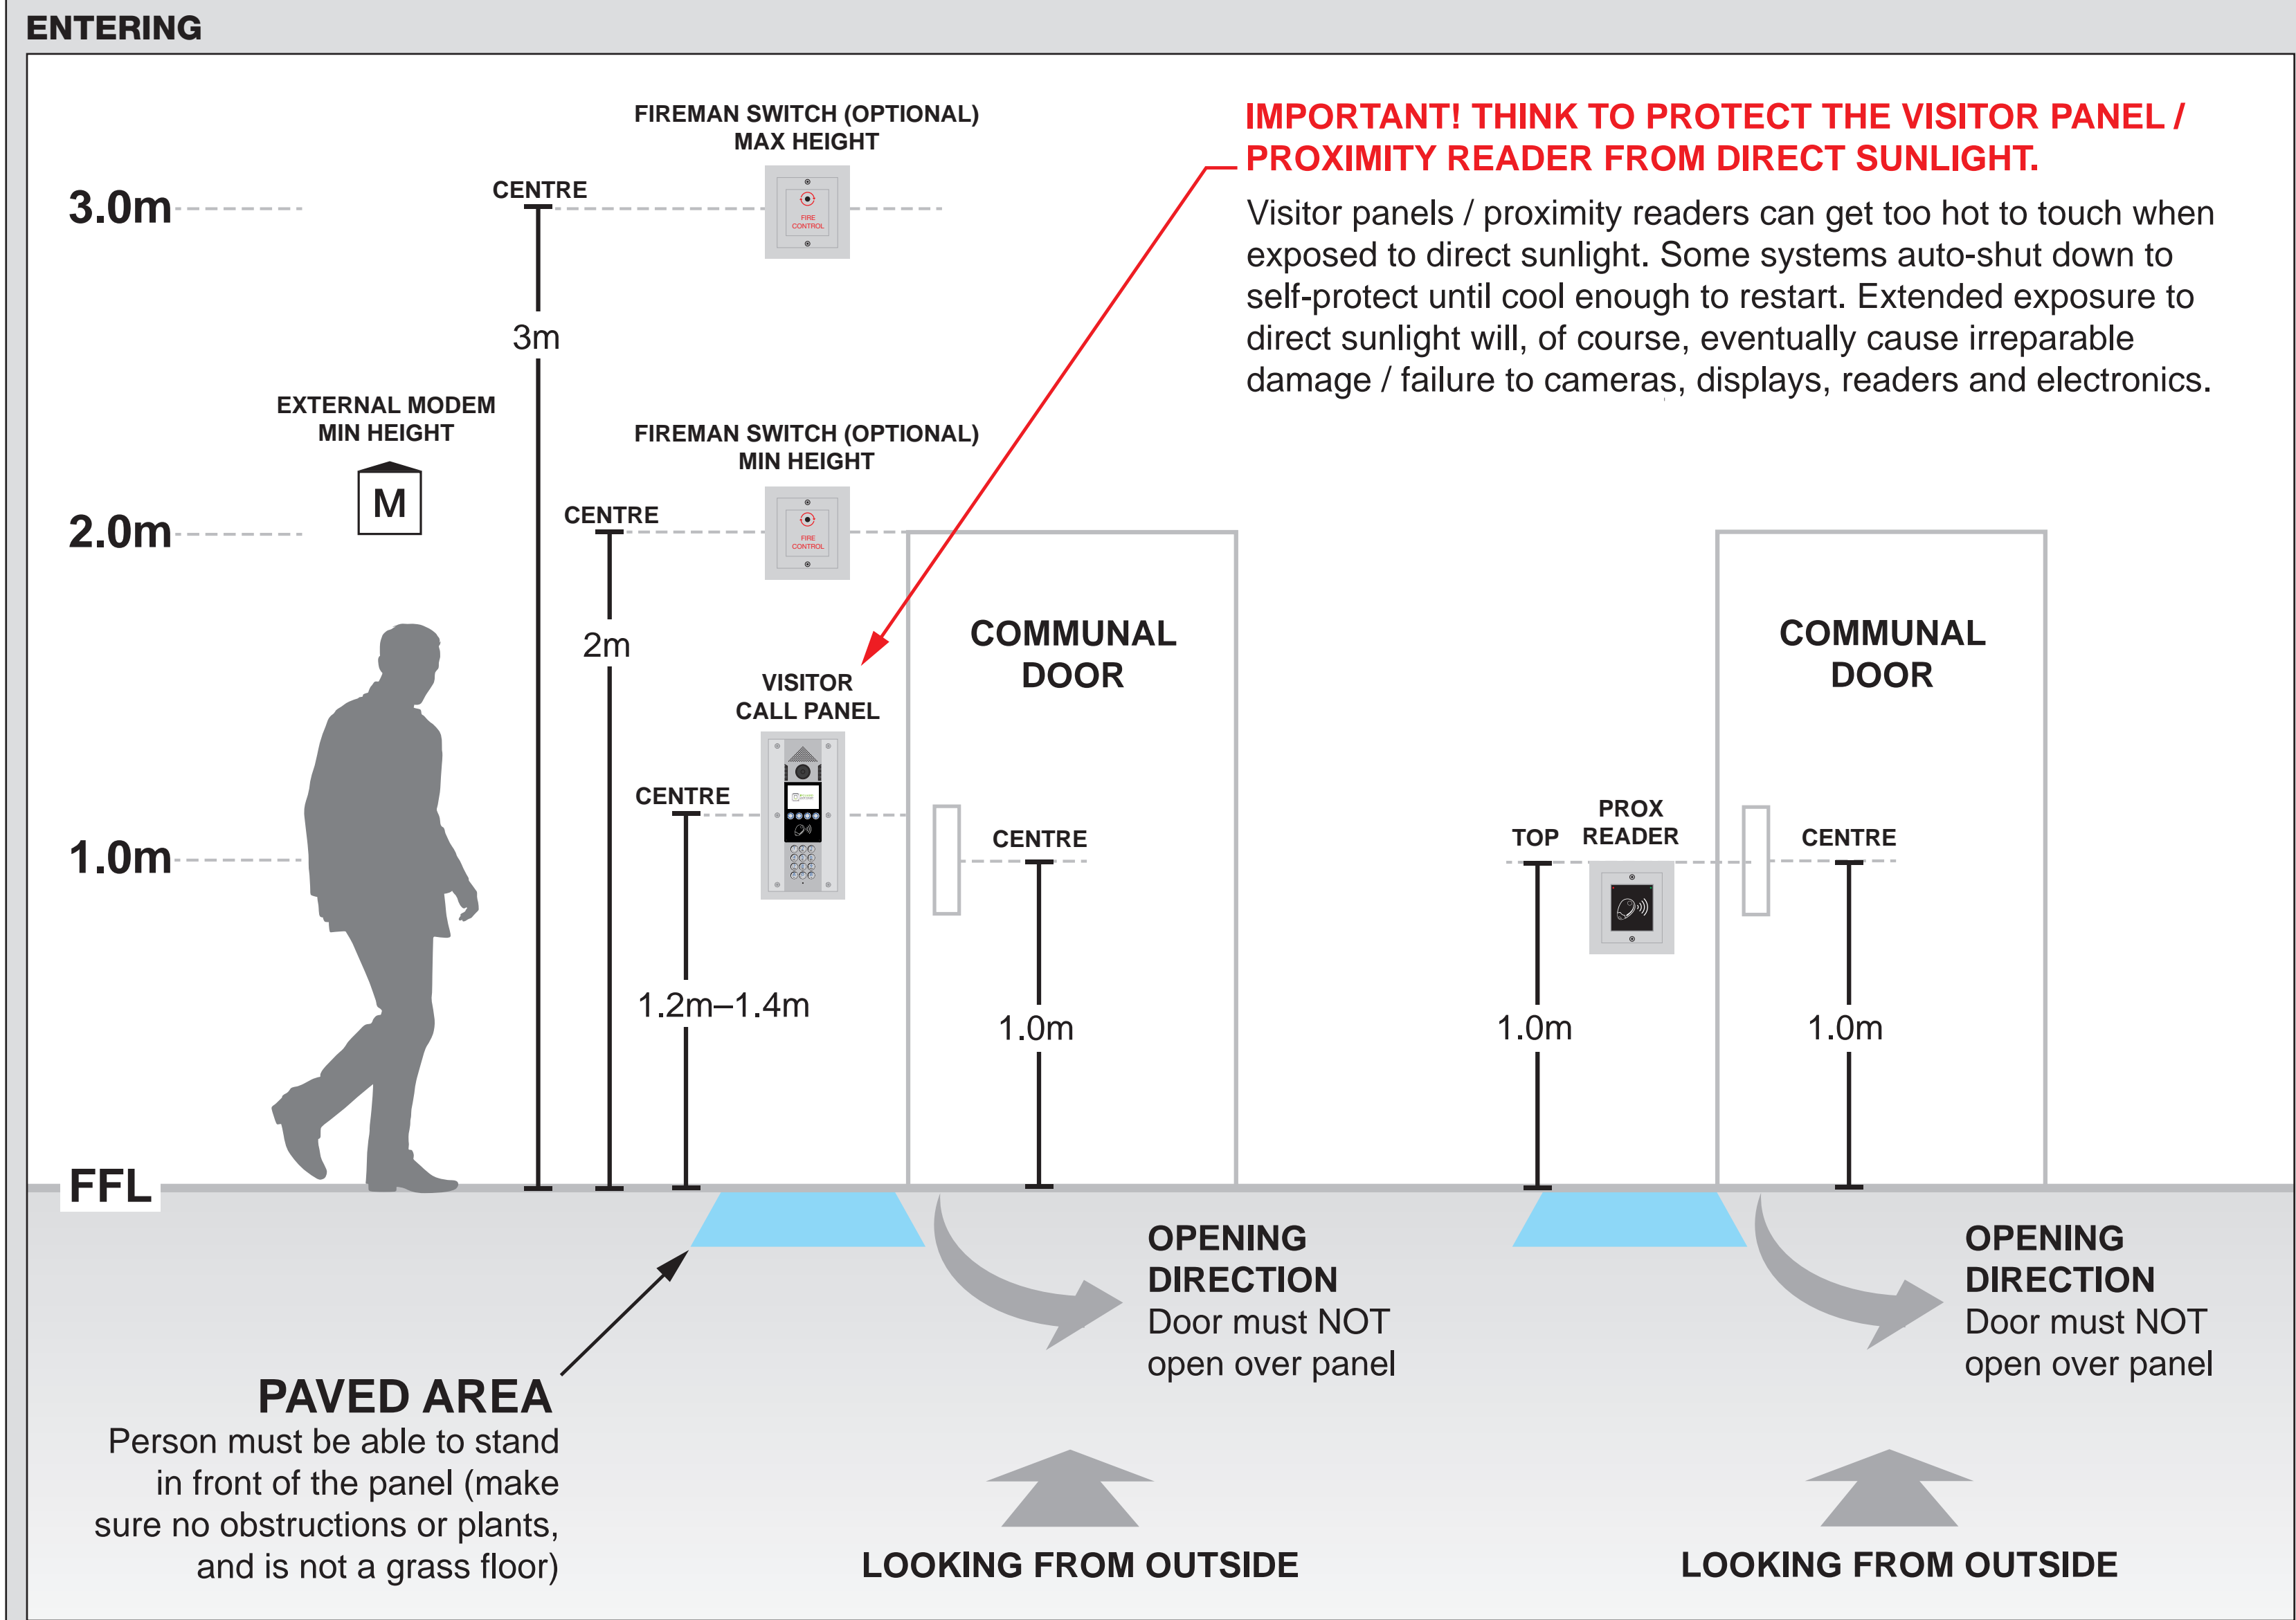 ENTERING
IMPORTANT! THINK TO PROTECT THE VISITOR PANEL /
PROXIMITY READER FROM DIRECT SUNLIGHT.
Visitor panels / proximity readers can get too hot to touch when
exposed to direct sunlight. Some systems auto-shut down to
self-protect until cool enough to restart. Extended exposure to
direct sunlight will, of course, eventually cause irreparable
damage / failure to cameras, displays, readers and electronics.
FIREMAN SWITCH (OPTIONAL)
MAX HEIGHT
3.0m
CENTRE
FIRE
CONTROL
3m
EXTERNAL MODEM
MIN HEIGHT
M
FIREMAN SWITCH (OPTIONAL)
MIN HEIGHT
2.0m
CENTRE
FIRE
CONTROL
2m
VISITOR
CALL PANEL
COMMUNAL
DOOR
COMMUNAL
DOOR
CENTRE
1.0m
CENTRE
TOP
PROX
READER
CENTRE
1.2m–1.4m
1.0m
1.0m
1.0m
FFL
OPENING
DIRECTION
Door must NOT
open over panel
OPENING
DIRECTION
Door must NOT
open over panel
PAVED AREA
Person must be able to stand
in front of the panel (make
sure no obstructions or plants,
and is not a grass floor)
LOOKING FROM OUTSIDE
LOOKING FROM OUTSIDE